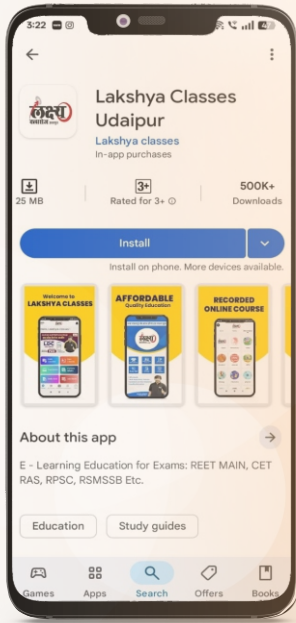 3:22
लक्ष्य
Lakshya Classes
Udaipur
Lakshya classes
In-app purchases
3+
500K+
25 MB
Rated for 3+
Downloads
Install
Install on phone. More devices available.
Welcome to
LAKSHYA CLASSES
AFFORDABLE
Quality Education
RECORDED
ONLINE COURSE
About this app
E - Learning Education for Exams: REET MAIN, CET
RAS, RPSC, RSMSSB Etc.
Education
Study guides
Games
Apps
Search
Offers
Books